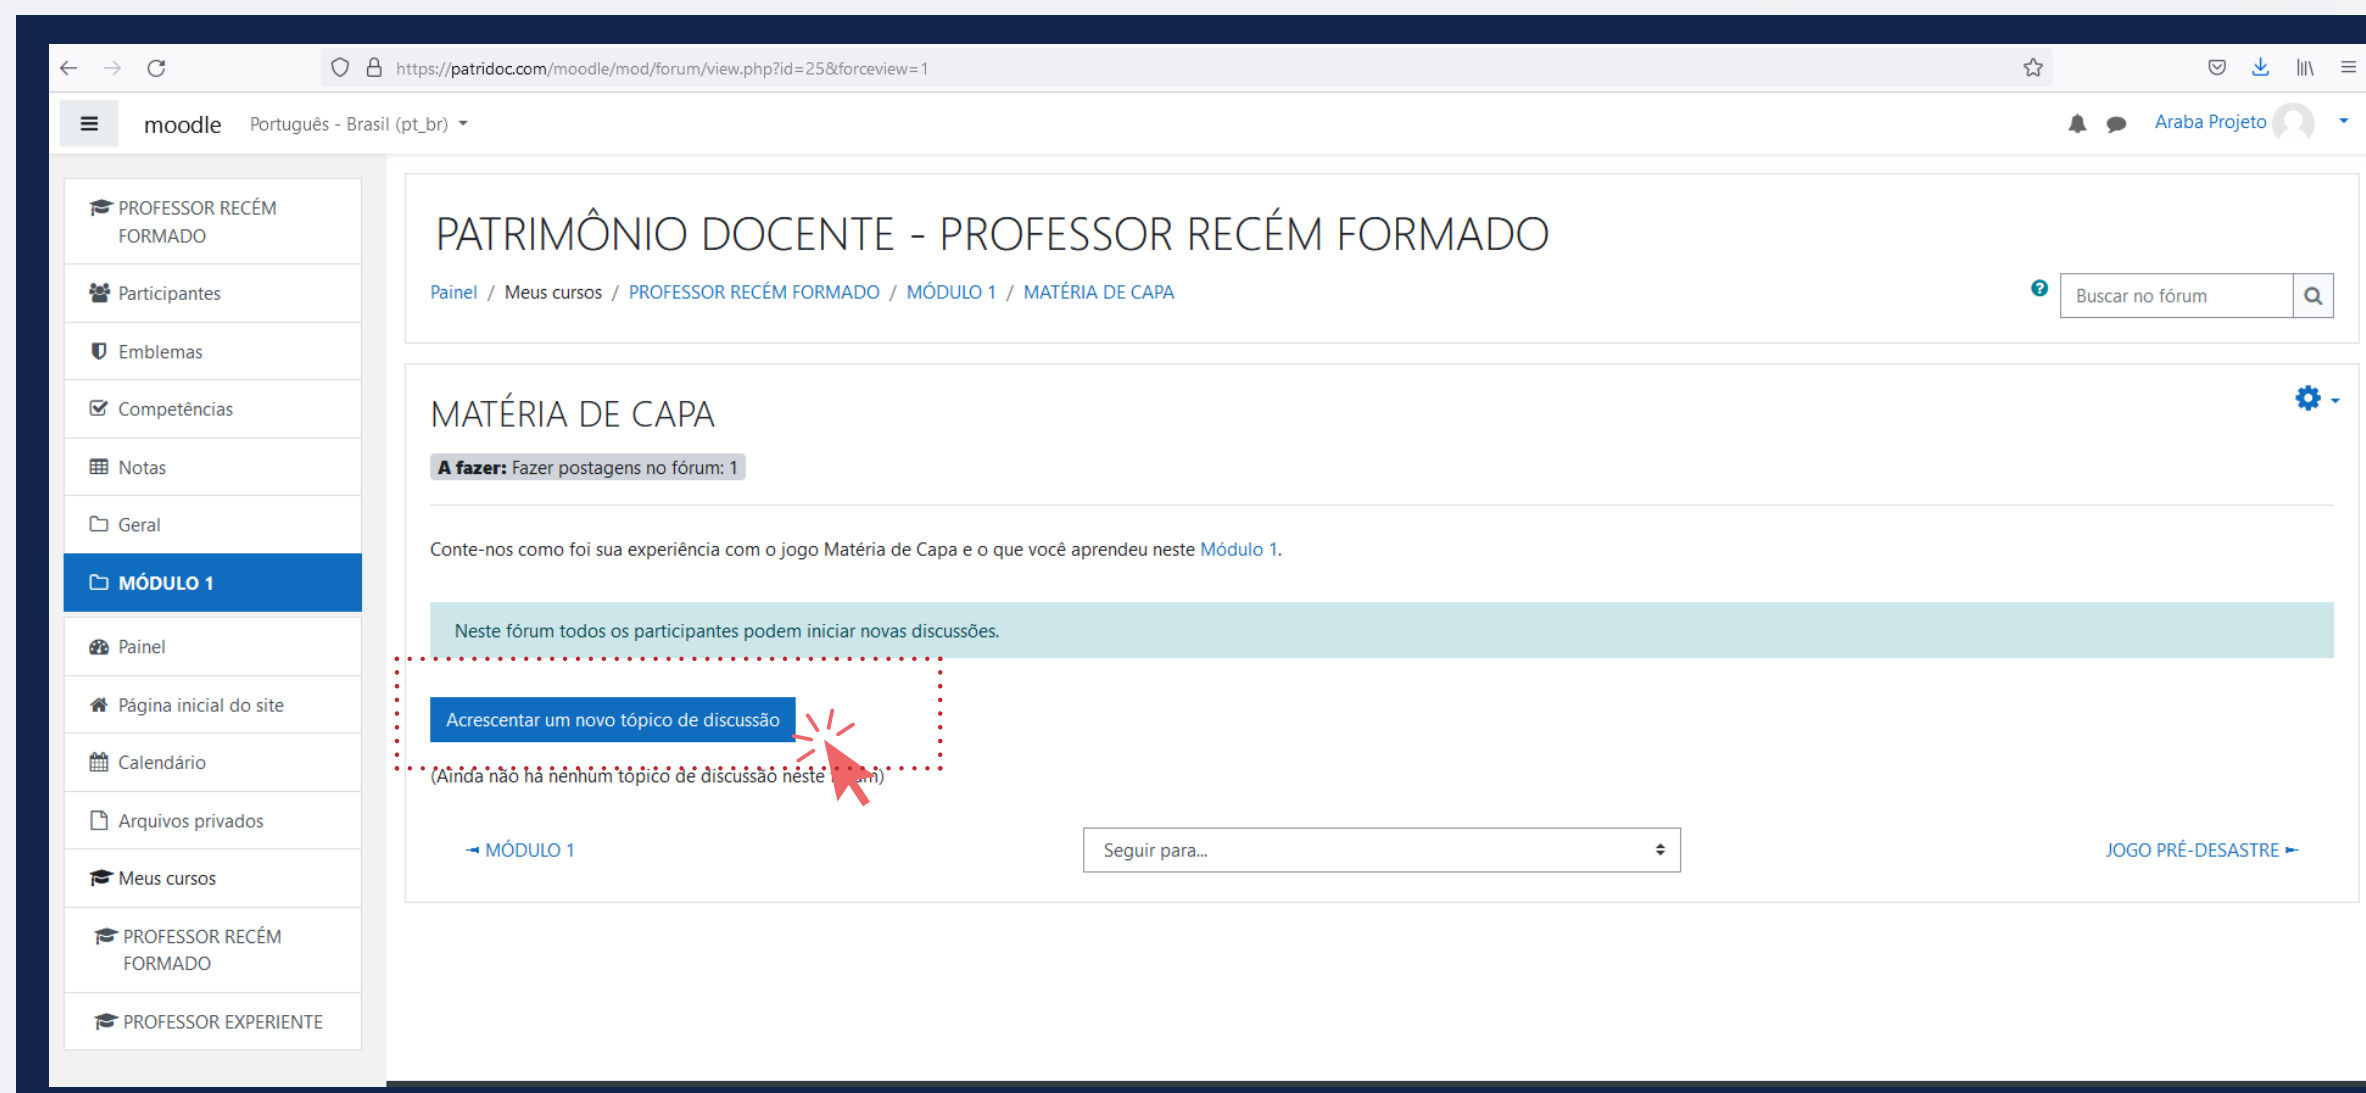 https://patridoc.com/moodle/mod/forum/view.php?id=25&forceview=1
moodle Português - Brasil (pt_br)
Araba Projeto
PROFESSOR RECÉM
FORMADO
Participantes
Emblemas
Competências
Notas
Geral
MÓDULO 1
Painel
Página inicial do site
Calendário
Arquivos privados
Meus cursos
PROFESSOR RECÉM
FORMADO
PROFESSOR EXPERIENTE
PATRIMÔNIO DOCENTE - PROFESSOR RECÉM FORMADO
Painel / Meus cursos / PROFESSOR RECÉM FORMADO / MÓDULO 1 / MATÉRIA DE CAPA
Buscar no fórum
MATÉRIA DE CAPA
A fazer: Fazer postagens no fórum: 1
Conte-nos como foi sua experiência com o jogo Matéria de Capa e o que você aprendeu neste Módulo 1.
Neste fórum todos os participantes podem iniciar novas discussões.
Acrescentar um novo tópico de discussão
(Ainda não há nenhum tópico de discussão neste fórum)
◄ MÓDULO 1
Seguir para...
JOGO PRÉ-DESASTRE ►